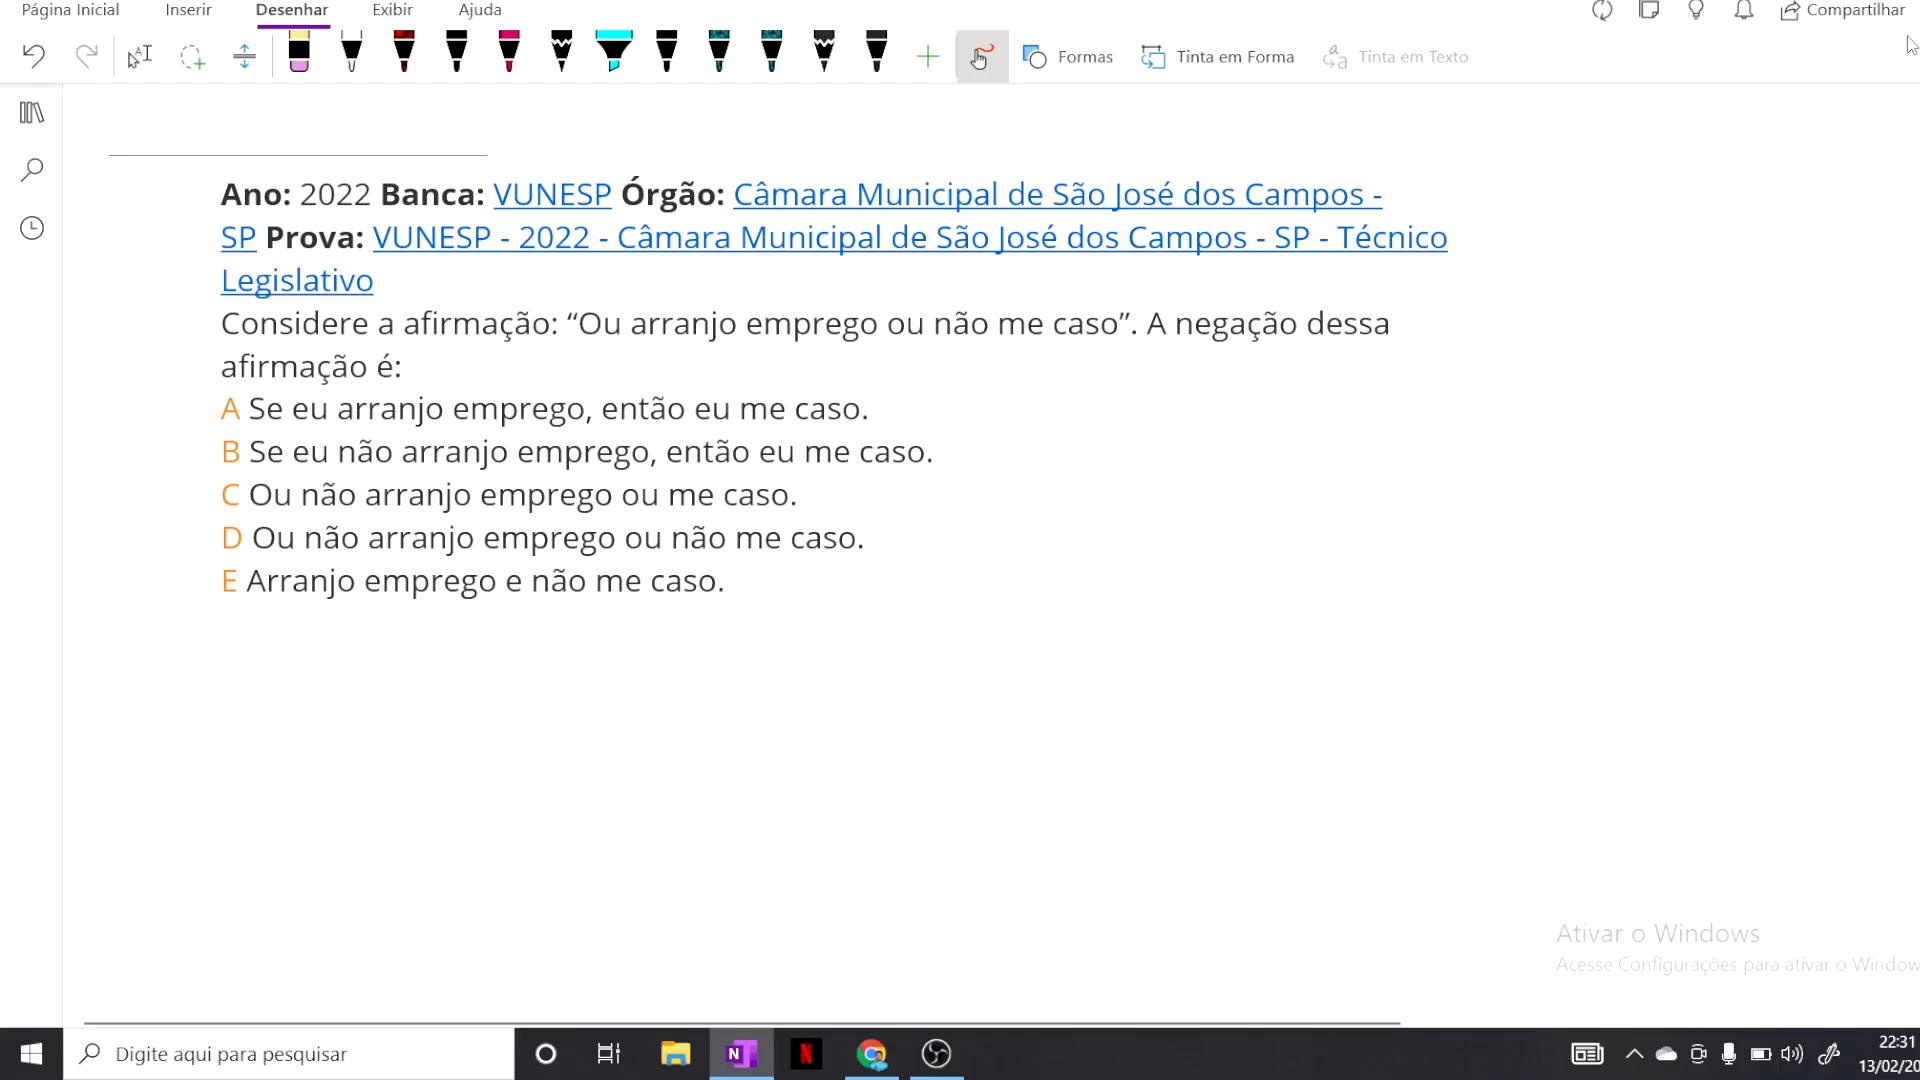 Página Inicial Inserir Desenhar Exibir Ajuda Compartilhar
Formas Tinta em Forma Tinta em Texto
Ano: 2022 Banca: VUNESP Órgão: Câmara Municipal de São José dos Campos -
SP Prova: VUNESP - 2022 - Câmara Municipal de São José dos Campos - SP - Técnico
Legislativo
Considere a afirmação: “Ou arranjo emprego ou não me caso”. A negação dessa
afirmação é:
A Se eu arranjo emprego, então eu me caso.
B Se eu não arranjo emprego, então eu me caso.
C Ou não arranjo emprego ou me caso.
D Ou não arranjo emprego ou não me caso.
E Arranjo emprego e não me caso.
Ativar o Windows
Acesse Configurações para ativar o Window
Digite aqui para pesquisar
22:31
13/02/20